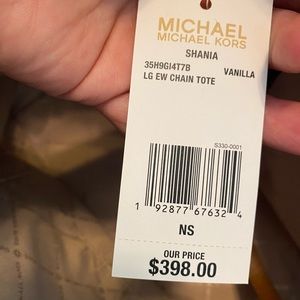 MICHAEL
MICHAEL KORS
SHANIA
35H9GI4T7B VANILLA
LG EW CHAIN TOTE
S330-0001
1 92877 67632 4
NS
OUR PRICE
$398.00